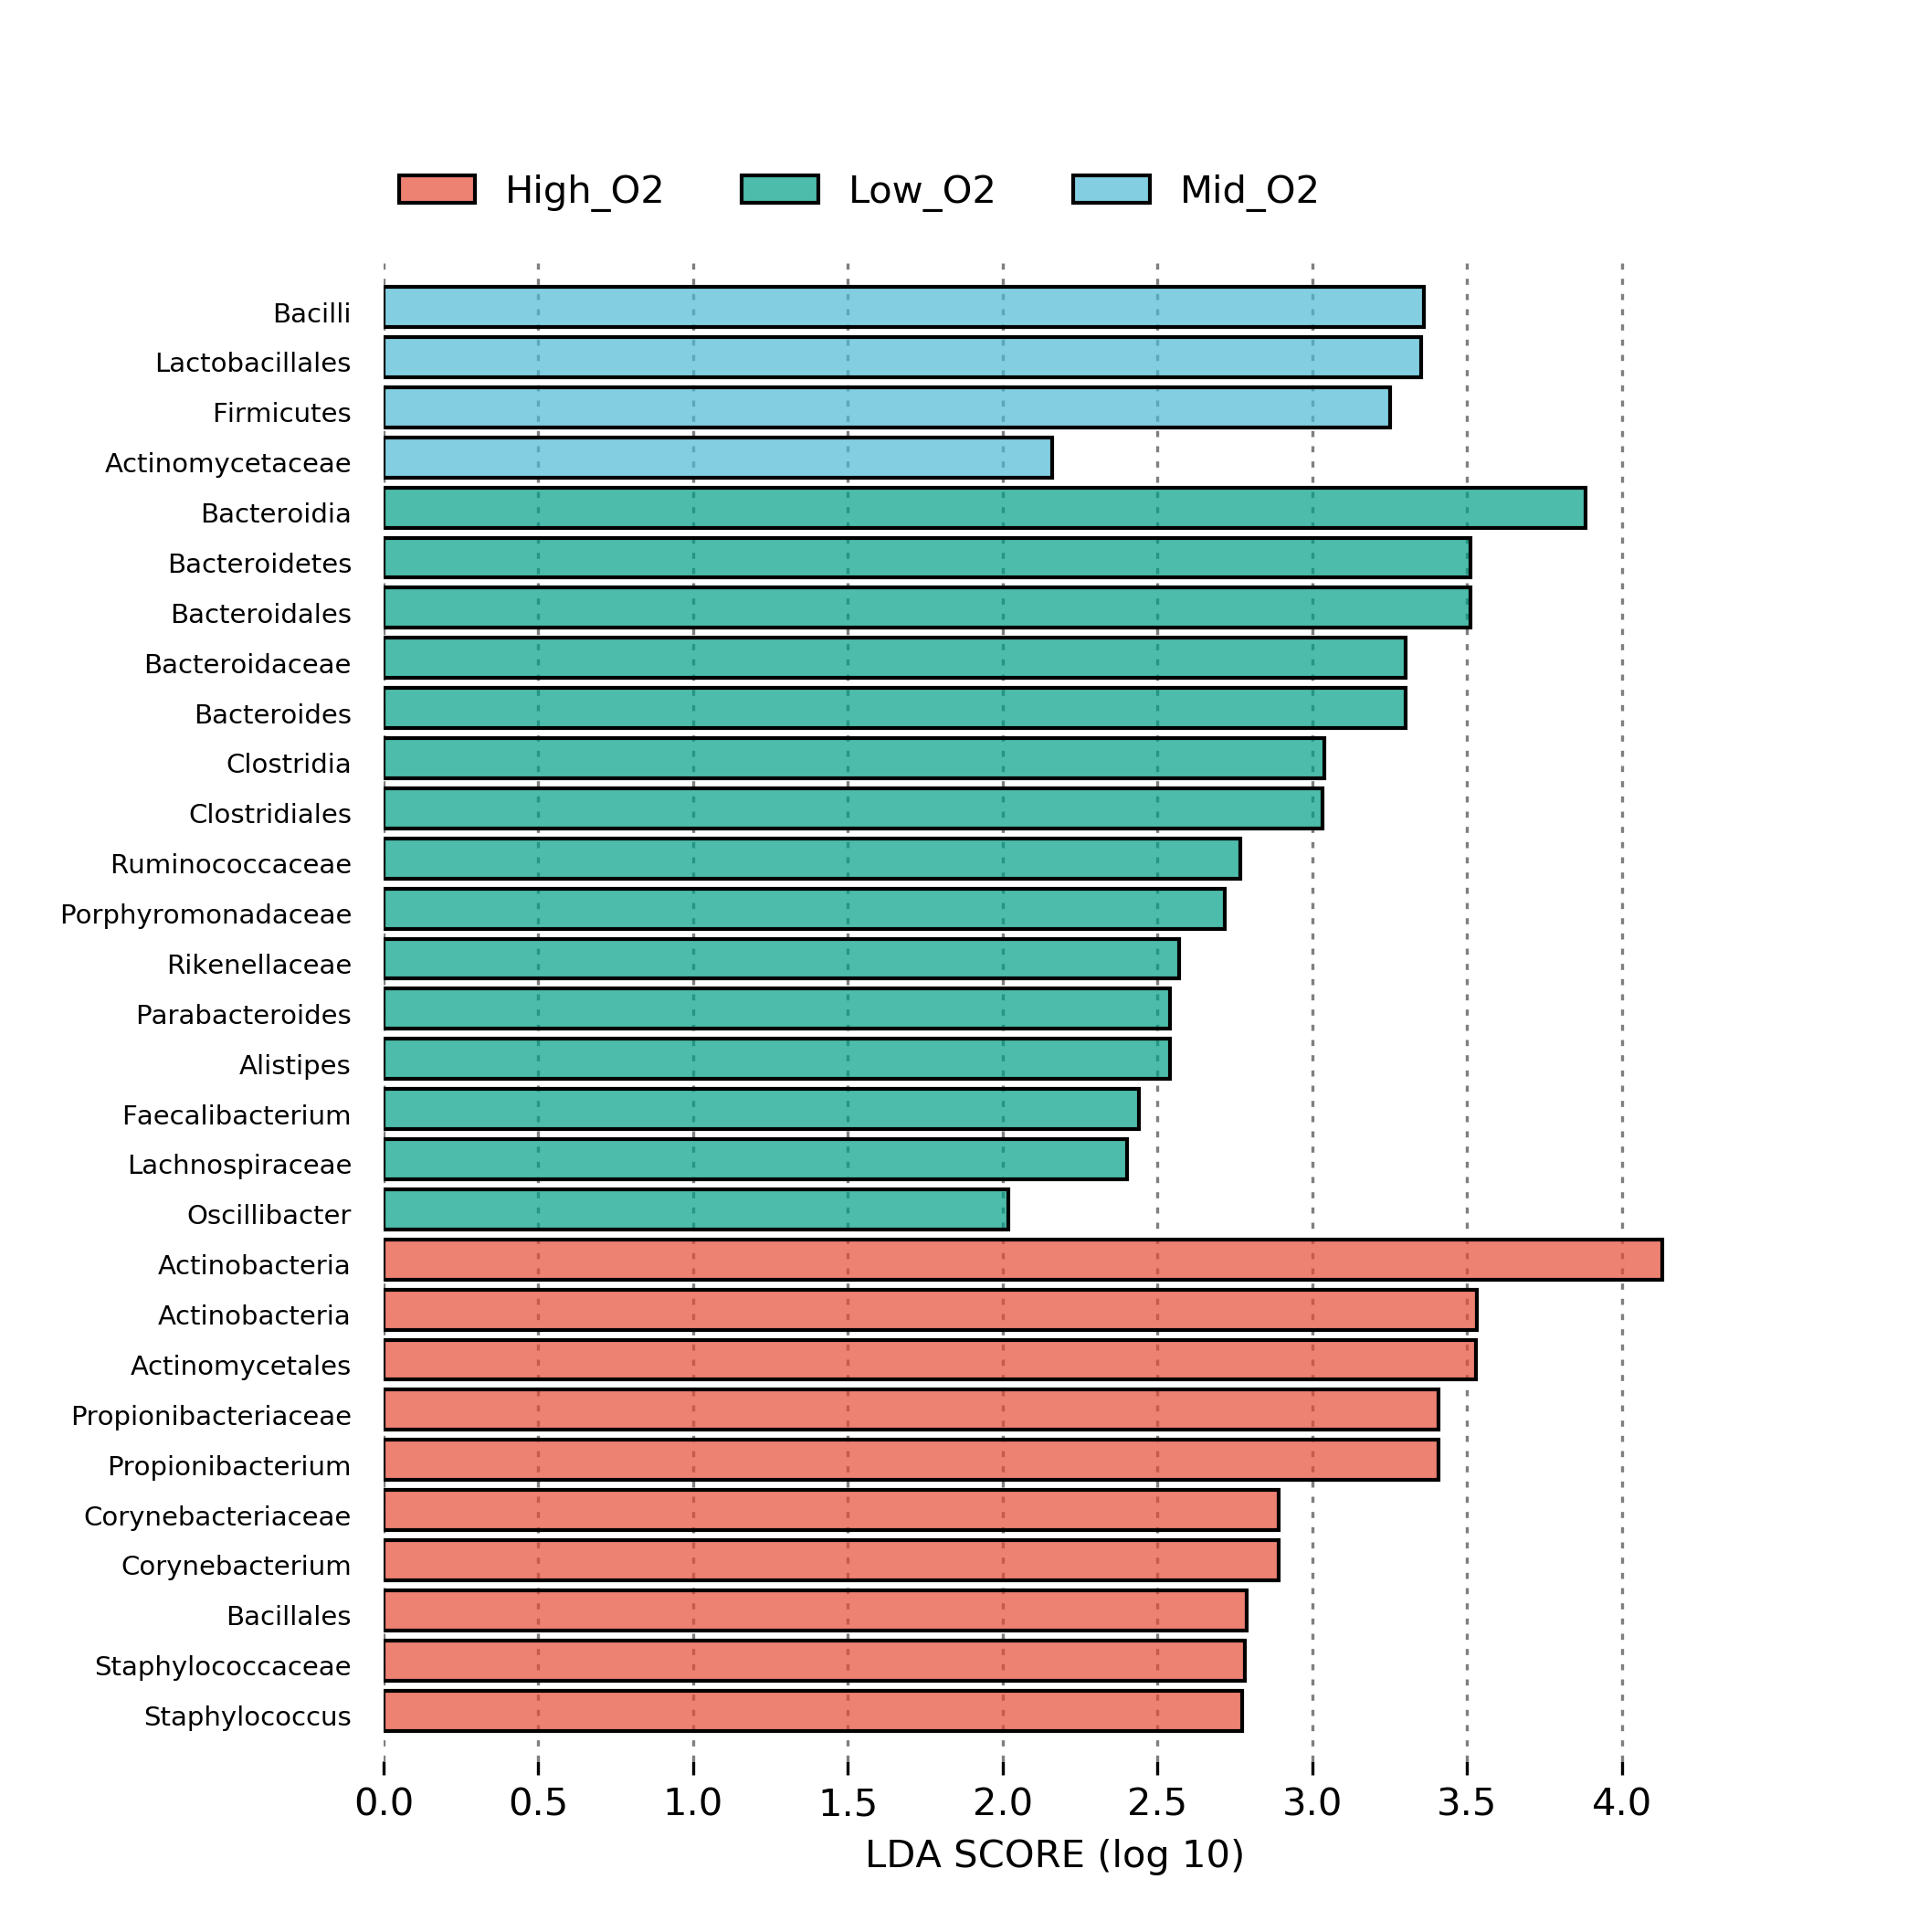 High_O2 Low_O2 Mid_O2
Bacilli
Lactobacillales
Firmicutes
Actinomycetaceae
Bacteroidia
Bacteroidetes
Bacteroidales
Bacteroidaceae
Bacteroides
Clostridia
Clostridiales
Ruminococcaceae
Porphyromonadaceae
Rikenellaceae
Parabacteroides
Alistipes
Faecalibacterium
Lachnospiraceae
Oscillibacter
Actinobacteria
Actinobacteria
Actinomycetales
Propionibacteriaceae
Propionibacterium
Corynebacteriaceae
Corynebacterium
Bacillales
Staphylococcaceae
Staphylococcus
0.0 0.5 1.0 1.5 2.0 2.5 3.0 3.5 4.0
LDA SCORE (log 10)